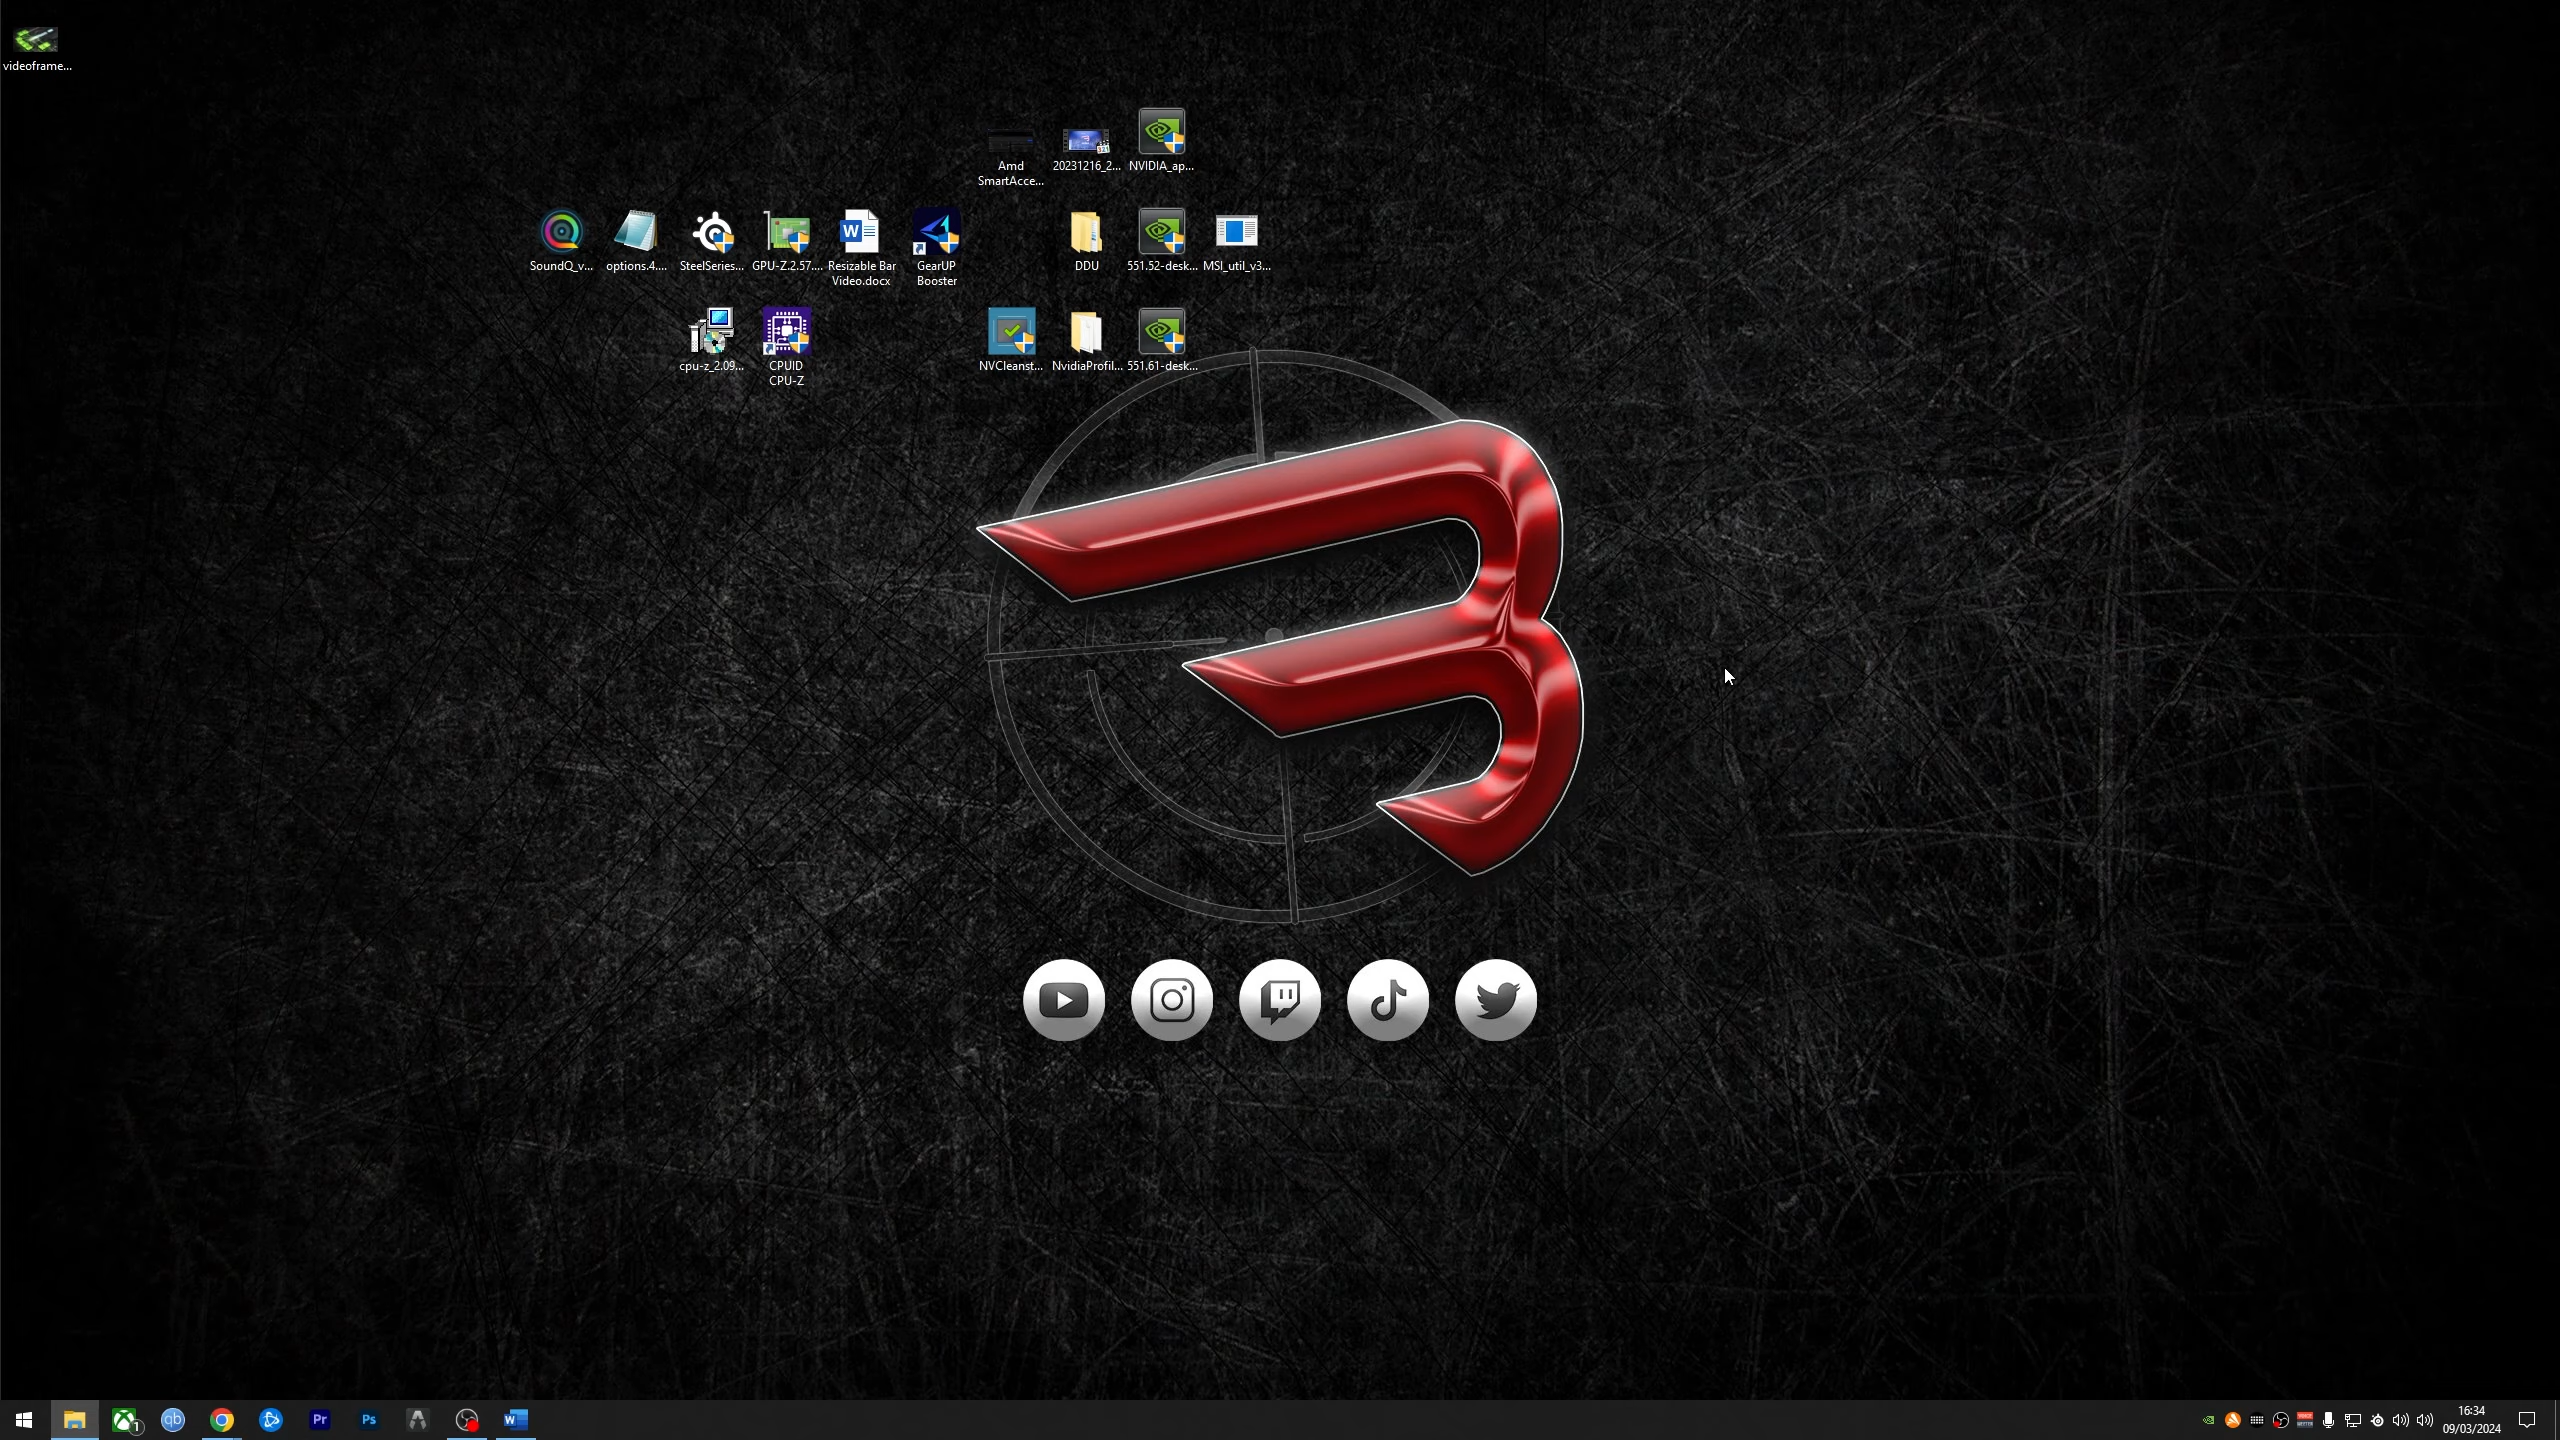 videoframe...
Amd
SmartAcce...
20231216_2...
NVIDIA_ap...
SoundQ_v...
options.4....
SteelSeries...
GPU-Z.2.57....
Resizable Bar
Video.docx
GearUP
Booster
DDU
551.52-desk...
MSI_util_v3...
cpu-z_2.09...
CPUID
CPU-Z
NVCleanst...
NvidiaProfil...
551.61-desk...
1
qb
Pr
Ps
W
16:34
09/03/2024